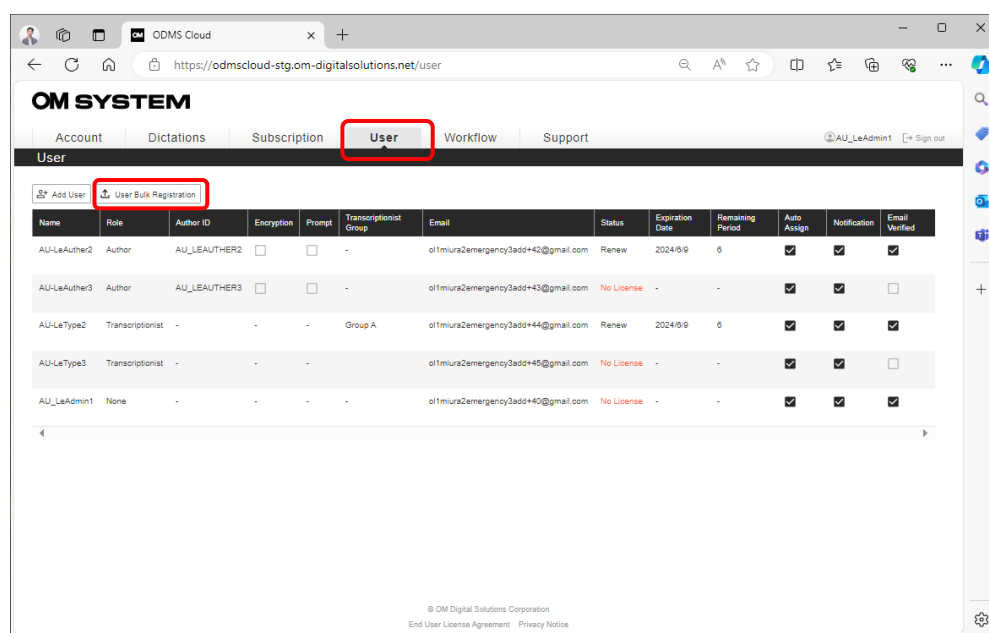 ODMS Cloud
https://odmscloud-stg.om-digitalsolutions.net/user
OM SYSTEM
Account Dictations Subscription User Workflow Support AU_LeAdmin1 Sign out
User
Add User User Bulk Registration
Name Role Author ID Encryption Prompt Transcriptionist Group Email Status Expiration Date Remaining Period Auto Assign Notification Email Verified
AU-LeAuther2 Author AU_LEAUTHER2 - ol1miura2emergency3add+42@gmail.com Renew 2024/6/9 6
AU-LeAuther3 Author AU_LEAUTHER3 - ol1miura2emergency3add+43@gmail.com No License - -
AU-LeType2 Transcriptionist - - - Group A ol1miura2emergency3add+44@gmail.com Renew 2024/6/9 6
AU-LeType3 Transcriptionist - - - - ol1miura2emergency3add+45@gmail.com No License - -
AU_LeAdmin1 None - - - - ol1miura2emergency3add+40@gmail.com No License - -
© OM Digital Solutions Corporation
End User License Agreement Privacy Notice